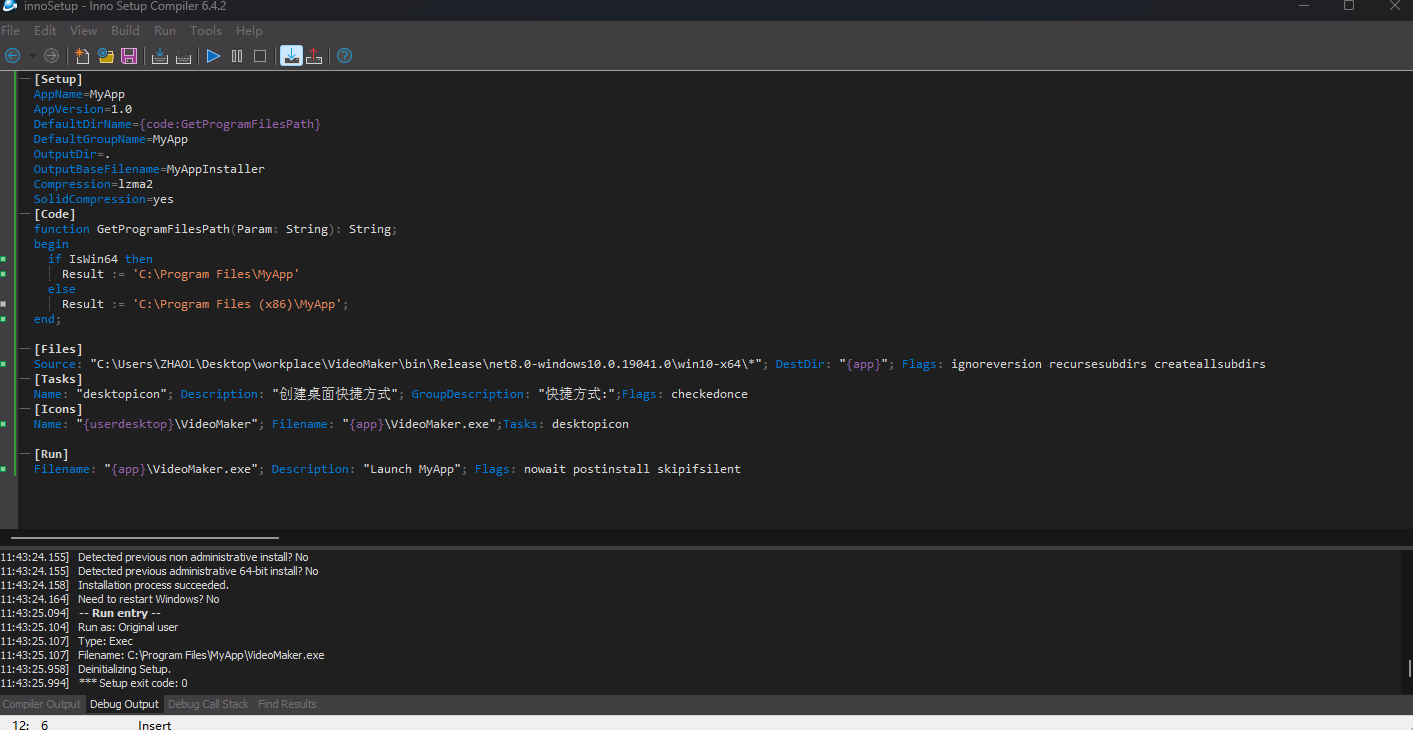 innoSetup - Inno Setup Compiler 6.4.2
File Edit View Build Run Tools Help
[Setup]
AppName=MyApp
AppVersion=1.0
DefaultDirName={code:GetProgramFilesPath}
DefaultGroupName=MyApp
OutputDir=.
OutputBaseFilename=MyAppInstaller
Compression=lzma2
SolidCompression=yes
[Code]
function GetProgramFilesPath(Param: String): String;
begin
if IsWin64 then
Result := 'C:\Program Files\MyApp'
else
Result := 'C:\Program Files (x86)\MyApp';
end;
[Files]
Source: "C:\Users\ZHAOL\Desktop\workplace\VideoMaker\bin\Release\net8.0-windows10.0.19041.0\win10-x64\*"; DestDir: "{app}"; Flags: ignoreversion recursesubdirs createallsubdirs
[Tasks]
Name: "desktopicon"; Description: "创建桌面快捷方式"; GroupDescription: "快捷方式:";Flags: checkedonce
[Icons]
Name: "{userdesktop}\VideoMaker"; Filename: "{app}\VideoMaker.exe";Tasks: desktopicon
[Run]
Filename: "{app}\VideoMaker.exe"; Description: "Launch MyApp"; Flags: nowait postinstall skipifsilent
11:43:24.155] Detected previous non administrative install? No
11:43:24.155] Detected previous administrative 64-bit install? No
11:43:24.158] Installation process succeeded.
11:43:24.164] Need to restart Windows? No
11:43:25.094] -- Run entry --
11:43:25.104] Run as: Original user
11:43:25.107] Type: Exec
11:43:25.107] Filename: C:\Program Files\MyApp\VideoMaker.exe
11:43:25.958] Deinitializing Setup.
11:43:25.994] *** Setup exit code: 0
Compiler Output Debug Output Debug Call Stack Find Results
12: 6 Insert